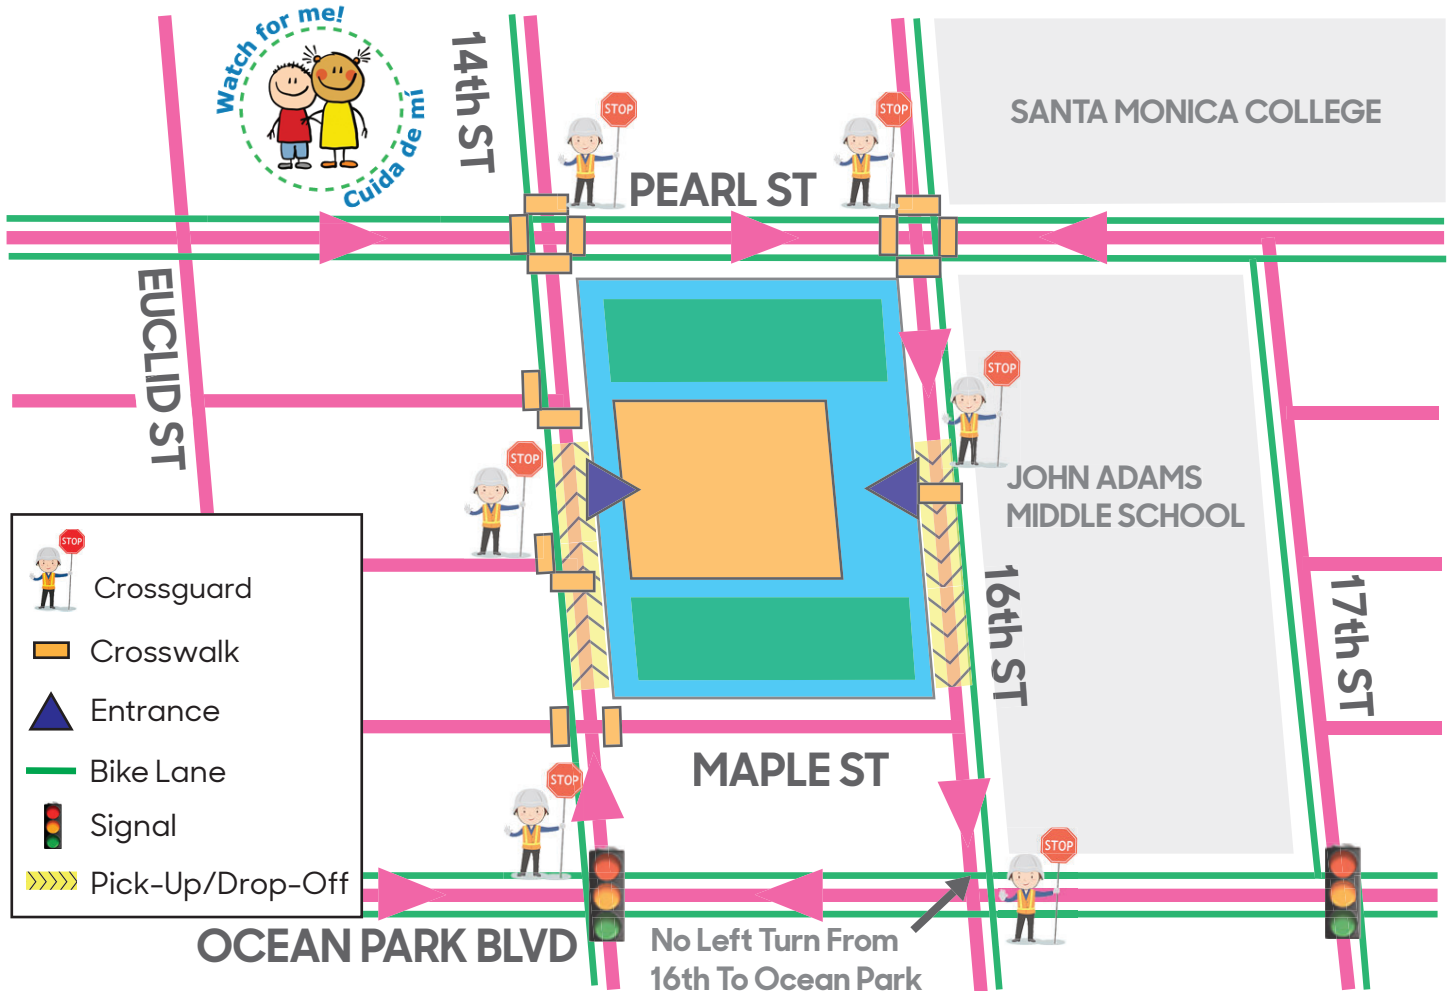 Watch for me!
Cuida de mí
14th ST
STOP
STOP
SANTA MONICA COLLEGE
PEARL ST
EUCLID ST
STOP
STOP
JOHN ADAMS
MIDDLE SCHOOL
16th ST
17th ST
STOP
Crossguard
Crosswalk
Entrance
Bike Lane
Signal
Pick-Up/Drop-Off
MAPLE ST
STOP
STOP
OCEAN PARK BLVD
No Left Turn From
16th To Ocean Park